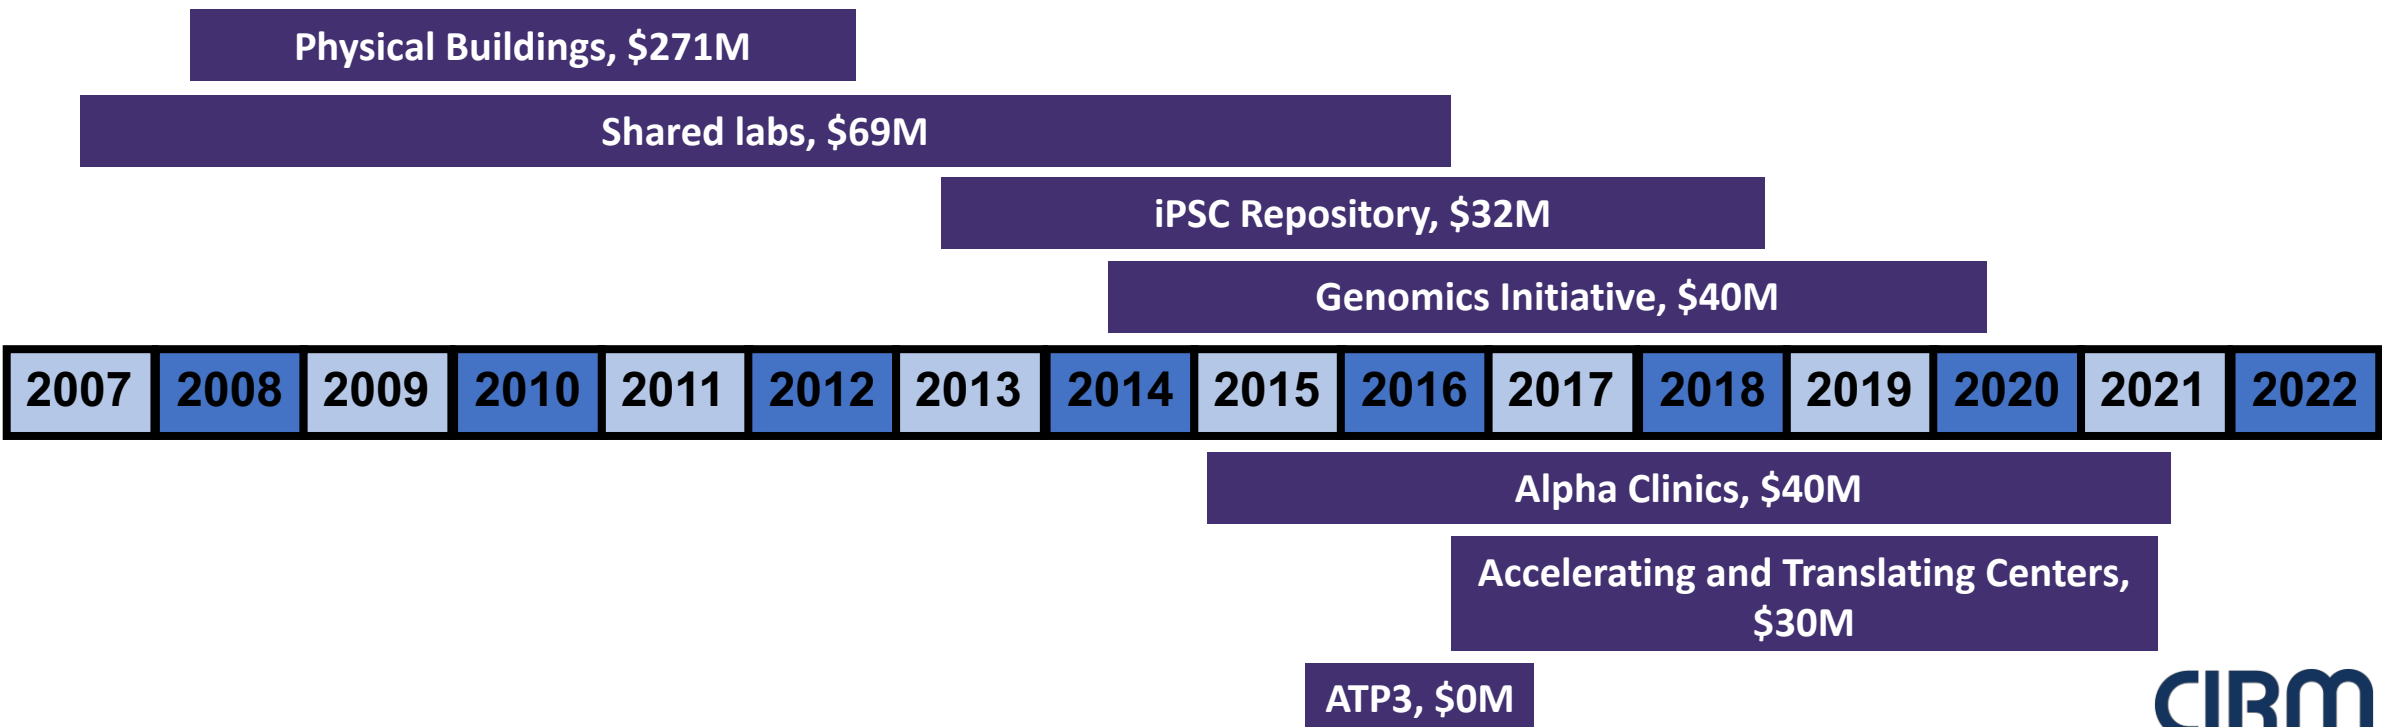 Physical Buildings, $271M
Shared labs, $69M
iPSC Repository, $32M
Genomics Initiative, $40M
2007 2008 2009 2010 2011 2012 2013 2014 2015 2016 2017 2018 2019 2020 2021 2022
Alpha Clinics, $40M
Accelerating and Translating Centers,
$30M
ATP3, $0M
CIRM